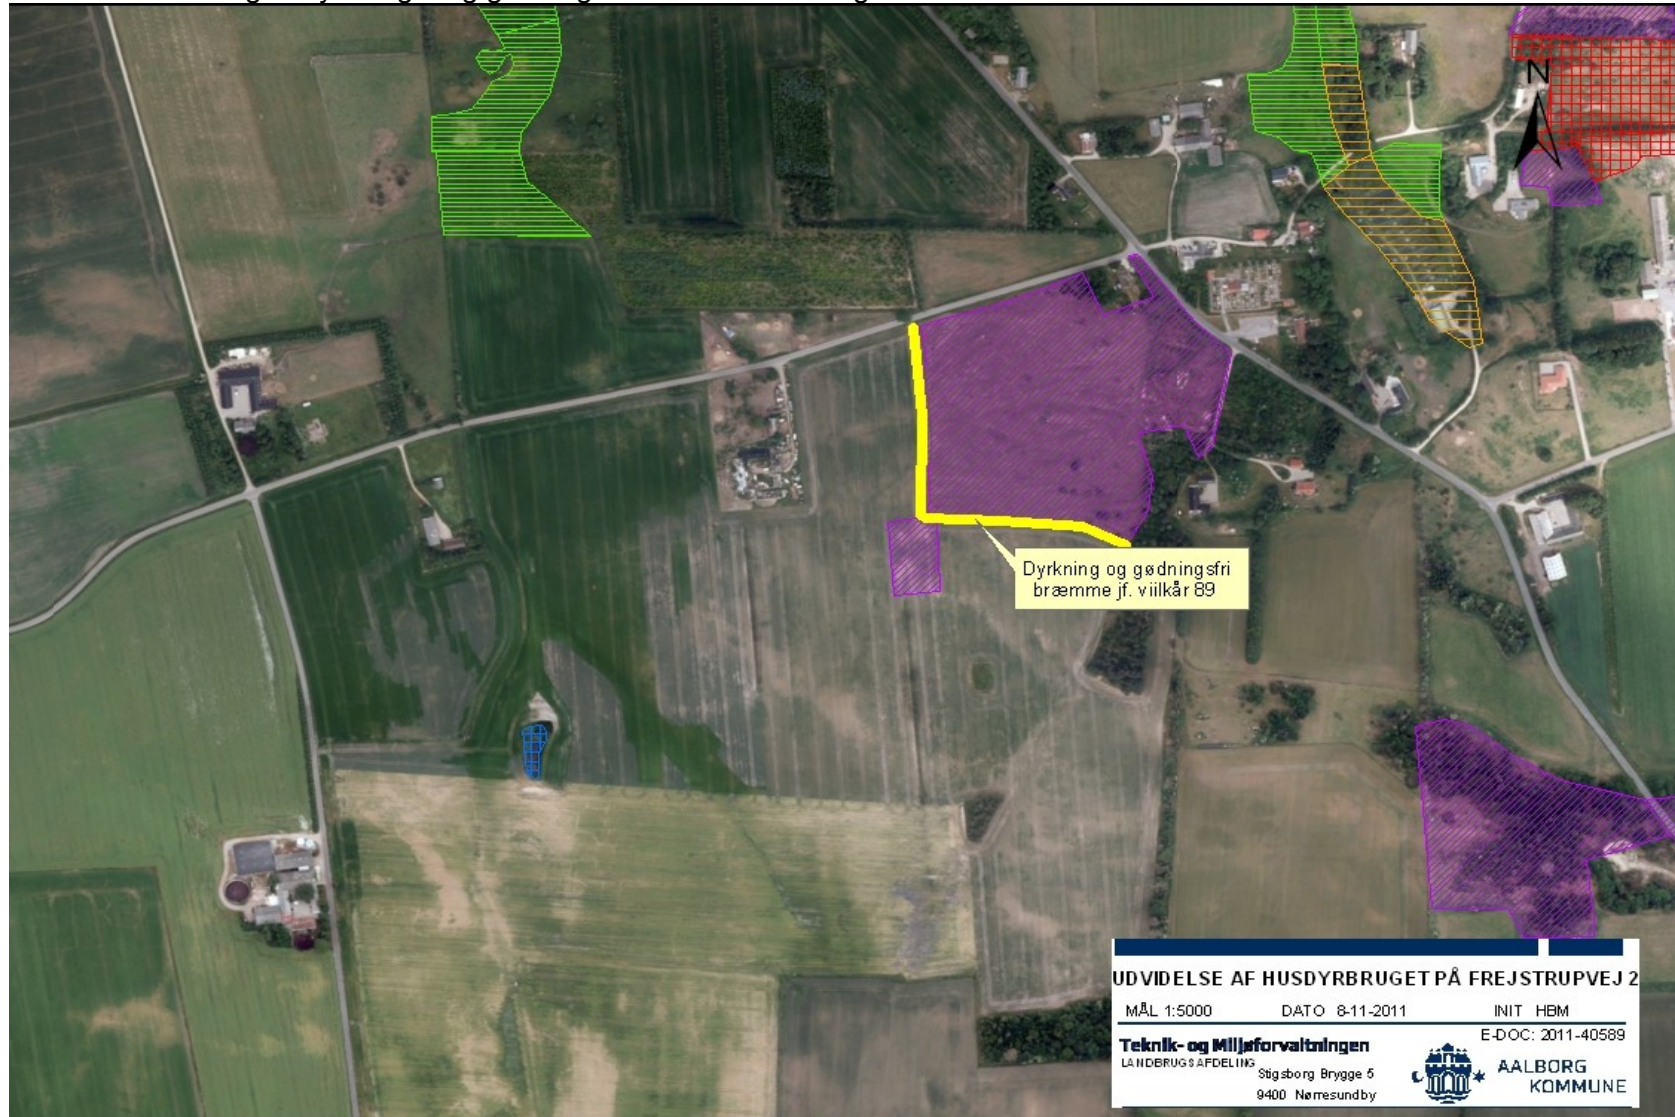 N
Dyrkning og gødningsfri
bræmme jf. viilkår 89
UDVIDELSE AF HUSDYRBRUGET PÅ FREJSTRUPVEJ 2
MÅL 1:5000 DATO 8-11-2011 INIT HBM
E-DOC: 2011-40589
Teknik- og Miljøforvaltningen
LANDBRUGSAFDELING
Stigsborg Brygge 5
9400 Nørresundby
AALBORG
KOMMUNE